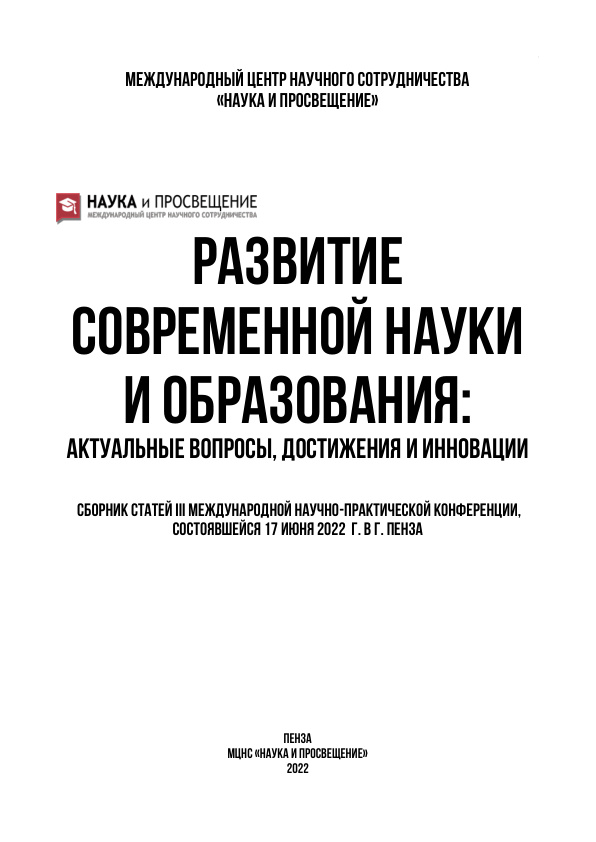 МЕЖДУНАРОДНЫЙ ЦЕНТР НАУЧНОГО СОТРУДНИЧЕСТВА
«НАУКА И ПРОСВЕЩЕНИЕ»
НАУКА и ПРОСВЕЩЕНИЕ
МЕЖДУНАРОДНЫЙ ЦЕНТР НАУЧНОГО СОТРУДНИЧЕСТВА
РАЗВИТИЕ
СОВРЕМЕННОЙ НАУКИ
И ОБРАЗОВАНИЯ:
АКТУАЛЬНЫЕ ВОПРОСЫ, ДОСТИЖЕНИЯ И ИННОВАЦИИ
СБОРНИК СТАТЕЙ III МЕЖДУНАРОДНОЙ НАУЧНО-ПРАКТИЧЕСКОЙ КОНФЕРЕНЦИИ,
СОСТОЯВШЕЙСЯ 17 ИЮНЯ 2022 Г. В Г. ПЕНЗА
ПЕНЗА
МЦНС «НАУКА И ПРОСВЕЩЕНИЕ»
2022